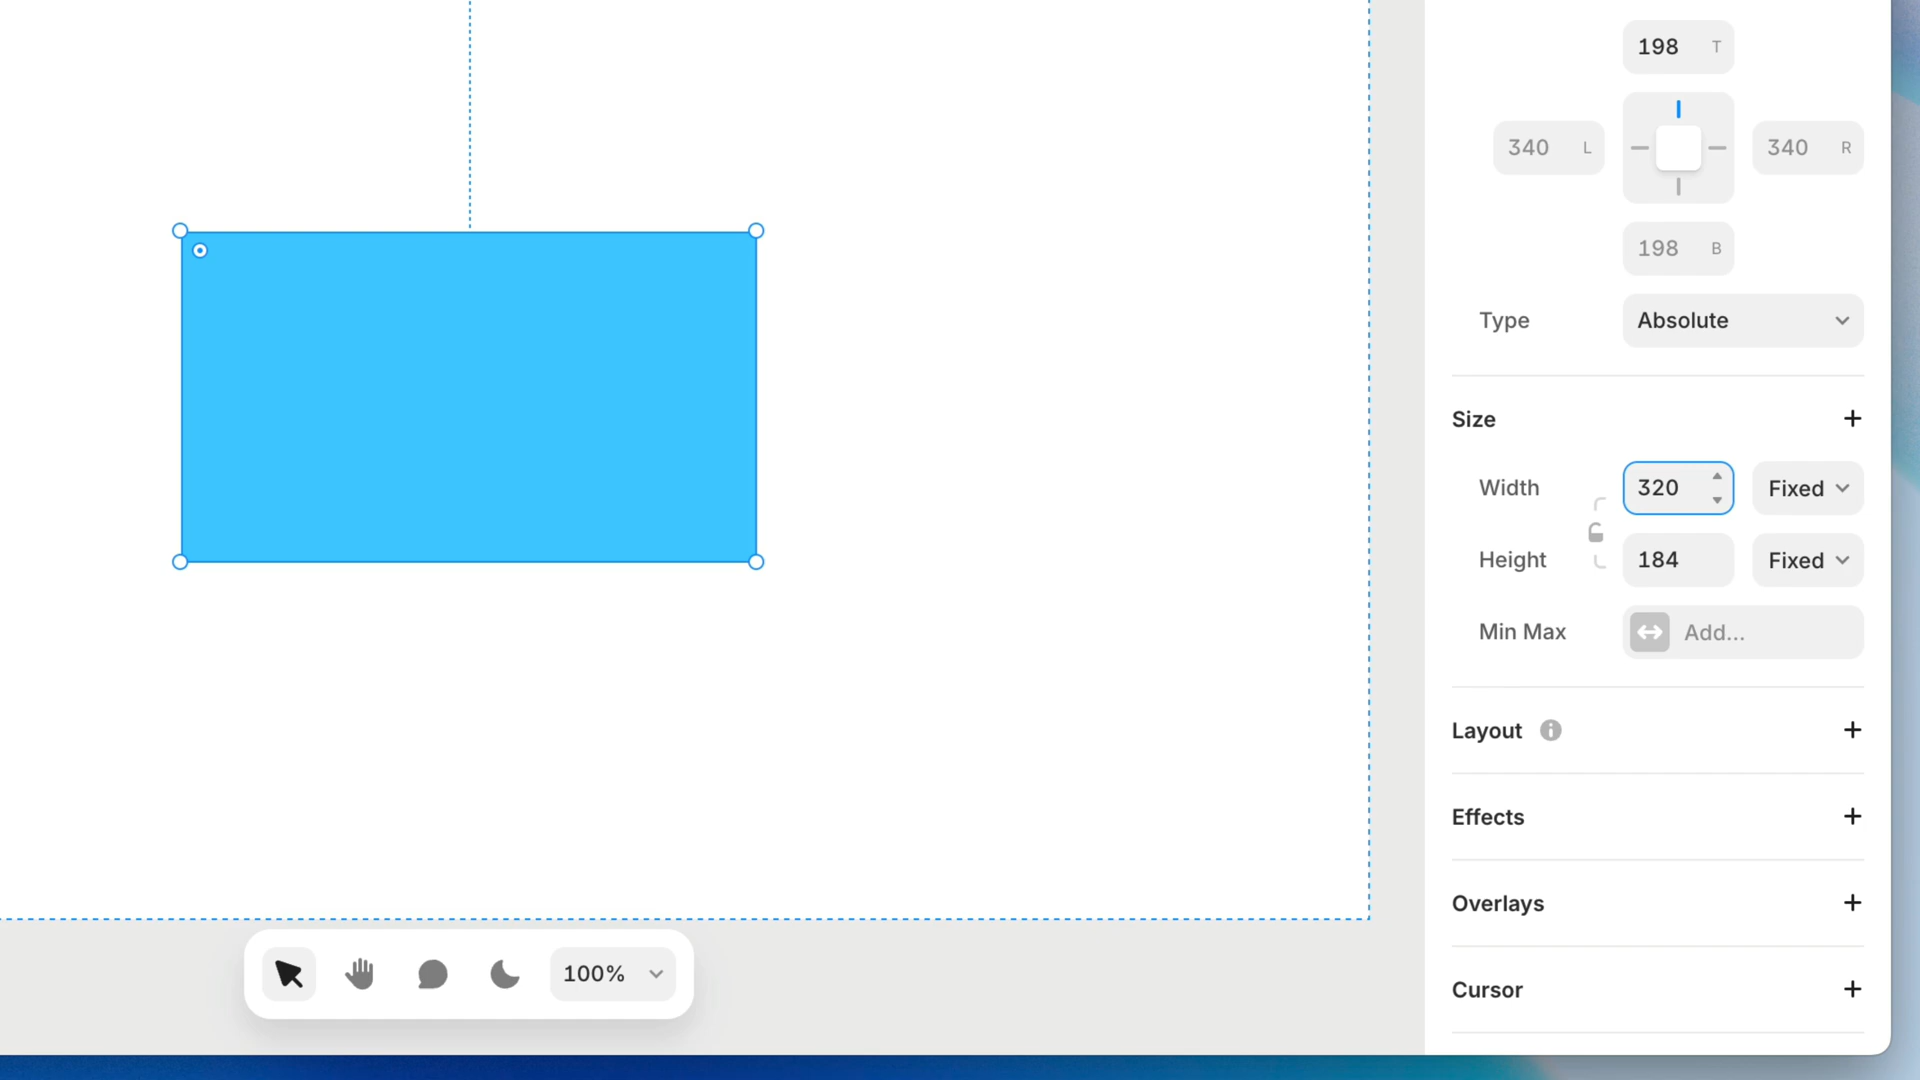 198 T
340 L
340 R
198 B
Type Absolute
Size
Width 320 Fixed
Height 184 Fixed
Min Max Add...
Layout
Effects
Overlays
Cursor
100%